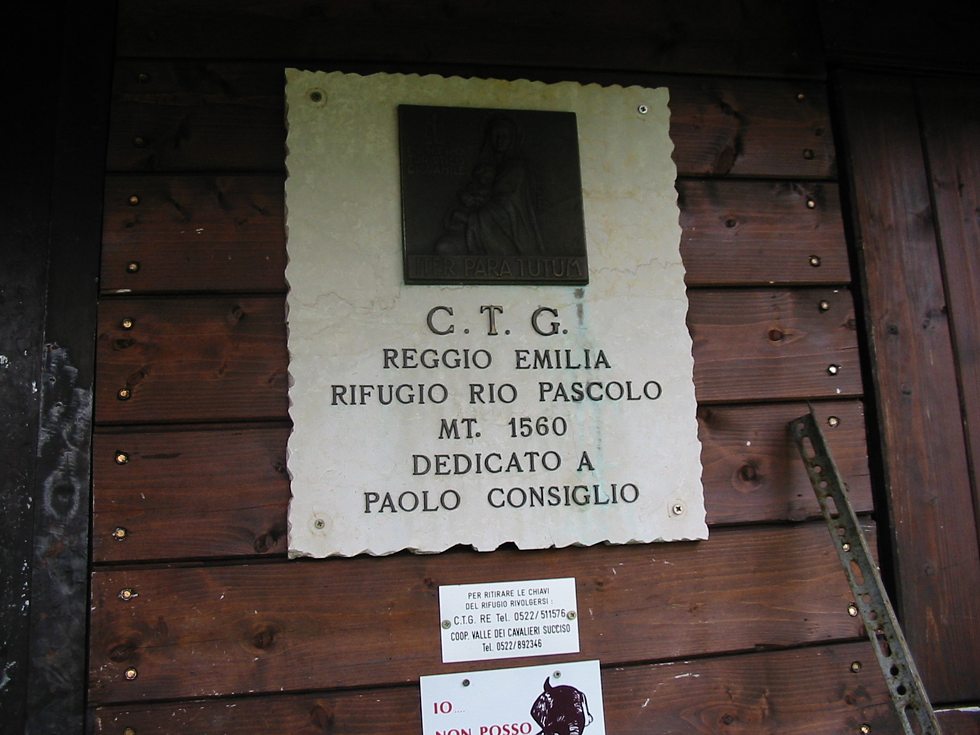 ITER PARA TUTUM
C.T.G.
REGGIO EMILIA
RIFUGIO RIO PASCOLO
MT. 1560
DEDICATO A
PAOLO CONSIGLIO
PER RITIRARE LE CHIAVI
DEL RIFUGIO RIVOLGERSI:
C.T.G. RE Tel. 0522/511576
COOP. VALLE DEI CAVALIERI SUCCISO
Tel. 0522/892346
IO....
NON POSSO